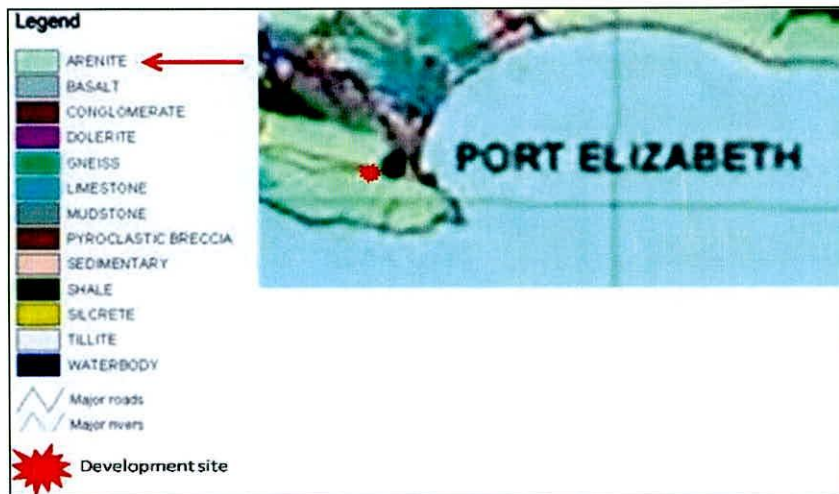 Legend
ARENITE
BASALT
CONGLOMERATE
DOLERITE
GNEISS
LIMESTONE
MUDSTONE
PYROCLASTIC BRECCIA
SEDIMENTARY
SHALE
SILCRETE
TILLITE
WATERBODY
Major roads
Major rivers
Development site
PORT ELIZABETH